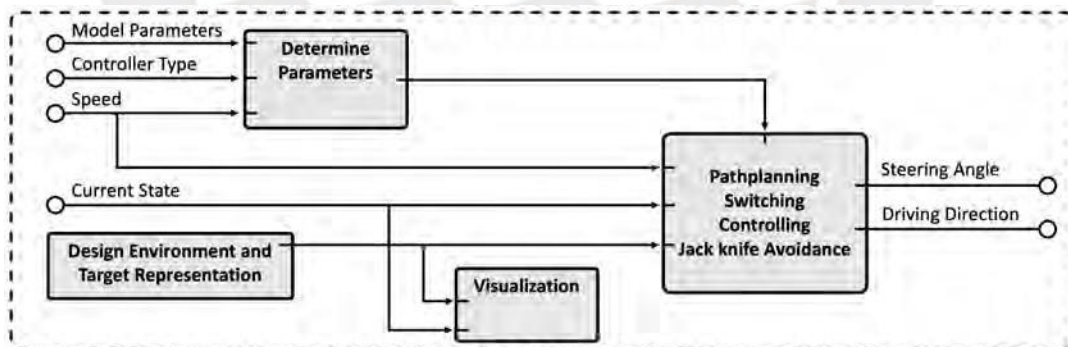 Model Parameters
Controller Type
Speed
Determine
Parameters
Current State
Design Environment and
Target Representation
Visualization
Pathplanning
Switching
Controlling
Jack knife Avoidance
Steering Angle
Driving Direction